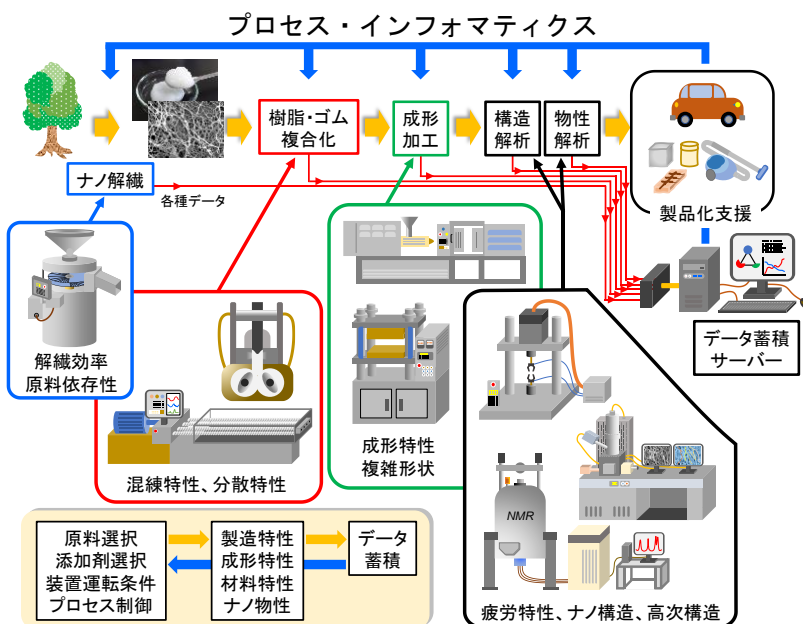 プロセス・インフォマティクス
樹脂・ゴム
複合化
成形
加工
構造
解析
物性
解析
製品化支援
ナノ解繊
各種データ
解繊効率
原料依存性
混練特性、分散特性
成形特性
複雑形状
データ蓄積
サーバー
NMR
疲労特性、ナノ構造、高次構造
原料選択
添加剤選択
装置運転条件
プロセス制御
製造特性
成形特性
材料特性
ナノ物性
データ
蓄積